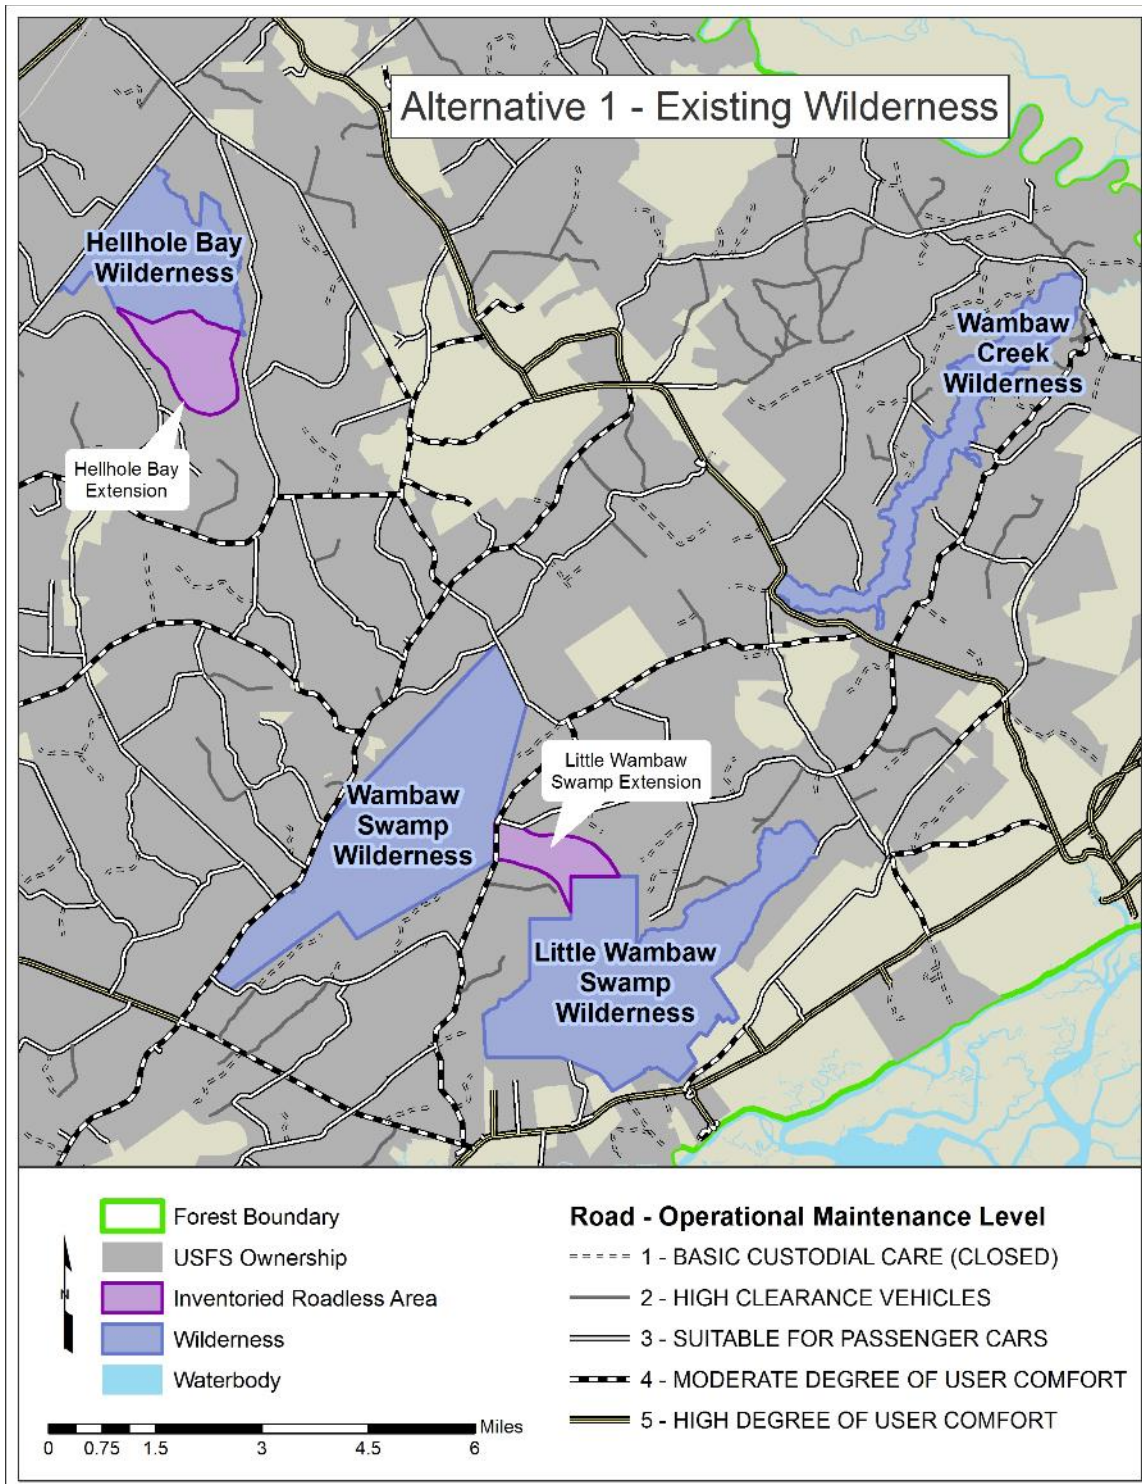 Alternative 1 - Existing Wilderness
Hellhole Bay
Wilderness
Wambaw
Creek
Wilderness
Hellhole Bay
Extension
Little Wambaw
Swamp Extension
Wambaw
Swamp
Wilderness
Little Wambaw
Swamp
Wilderness
N
Forest Boundary
USFS Ownership
Inventoried Roadless Area
Wilderness
Waterbody
Miles
0 0.75 1.5 3 4.5 6
Road - Operational Maintenance Level
1 - BASIC CUSTODIAL CARE (CLOSED)
2 - HIGH CLEARANCE VEHICLES
3 - SUITABLE FOR PASSENGER CARS
4 - MODERATE DEGREE OF USER COMFORT
5 - HIGH DEGREE OF USER COMFORT